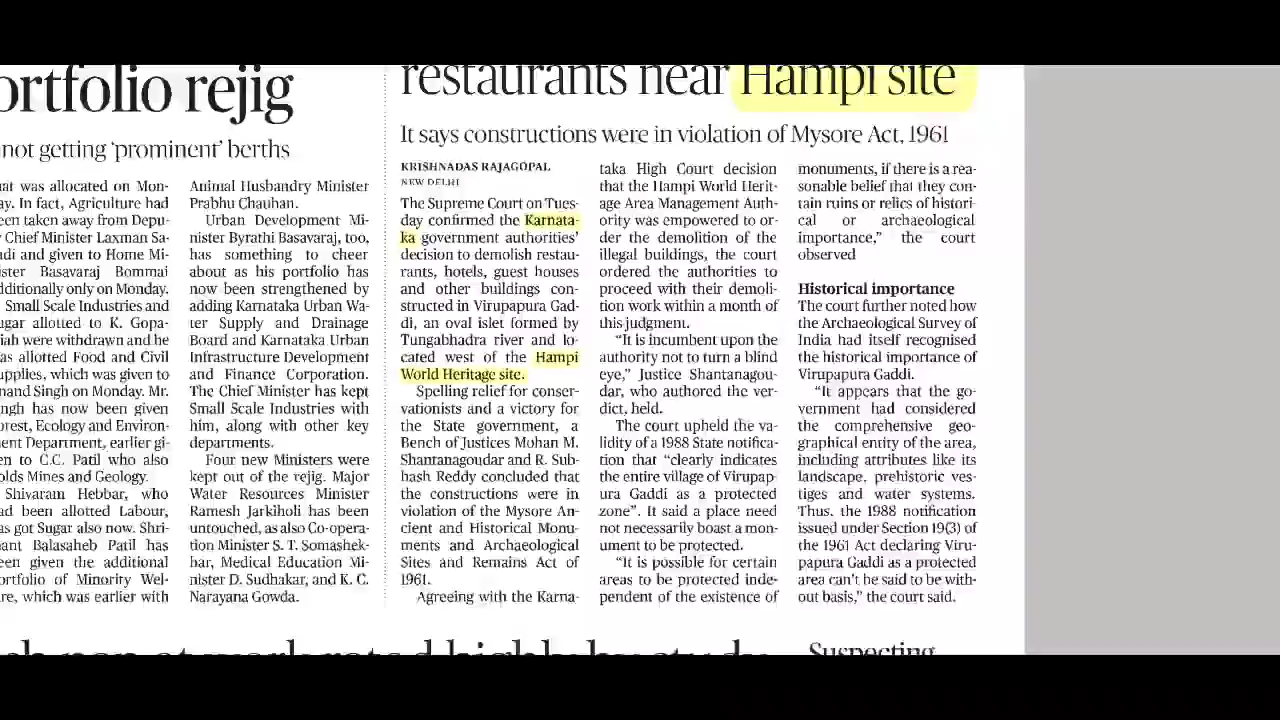 ortfolio rejig
not getting ‘prominent’ berths
at was allocated on Mon-
ay. In fact, Agriculture had
en taken away from Depu-
Chief Minister Laxman Sa-
di and given to Home Mi-
ister Basavaraj Bommai
dditionally only on Monday.
Small Scale Industries and
ugar allotted to K. Gopa-
iah were withdrawn and he
as allotted Food and Civil
upplies, which was given to
nand Singh on Monday. Mr.
ngh has now been given
orest, Ecology and Environ-
ent Department, earlier gi-
en to C.C. Patil who also
olds Mines and Geology.
Shivaram Hebbar, who
ad been allotted Labour,
as got Sugar also now. Shri-
ant Balasaheb Patil has
een given the additional
ortfolio of Minority Wel-
re, which was earlier with
Animal Husbandry Minister
Prabhu Chauhan.
Urban Development Mi-
nister Byrathi Basavaraj, too,
has something to cheer
about as his portfolio has
now been strengthened by
adding Karnataka Urban Wa-
ter Supply and Drainage
Board and Karnataka Urban
Infrastructure Development
and Finance Corporation.
The Chief Minister has kept
Small Scale Industries with
him, along with other key
departments.
Four new Ministers were
kept out of the rejig. Major
Water Resources Minister
Ramesh Jarkiholi has been
untouched, as also Co-opera-
tion Minister S. T. Somashek-
har, Medical Education Mi-
nister D. Sudhakar, and K. C.
Narayana Gowda.
restaurants near Hampi site
It says constructions were in violation of Mysore Act, 1961
KRISHNADAS RAJAGOPAL
NEW DELHI
The Supreme Court on Tues-
day confirmed the Karnata-
ka government authorities’
decision to demolish restau-
rants, hotels, guest houses
and other buildings con-
structed in Virupapura Gad-
di, an oval islet formed by
Tungabhadra river and lo-
cated west of the Hampi
World Heritage site.
Spelling relief for conser-
vationists and a victory for
the State government, a
Bench of Justices Mohan M.
Shantanagoudar and R. Sub-
hash Reddy concluded that
the constructions were in
violation of the Mysore An-
cient and Historical Monu-
ments and Archaeological
Sites and Remains Act of
1961.
Agreeing with the Karna-
taka High Court decision
that the Hampi World Herit-
age Area Management Auth-
ority was empowered to or-
der the demolition of the
illegal buildings, the court
ordered the authorities to
proceed with their demoli-
tion work within a month of
this judgment.
“It is incumbent upon the
authority not to turn a blind
eye,” Justice Shantanagou-
dar, who authored the ver-
dict, held.
The court upheld the va-
lidity of a 1988 State notifica-
tion that “clearly indicates
the entire village of Virupap-
ura Gaddi as a protected
zone”. It said a place need
not necessarily boast a mon-
ument to be protected.
“It is possible for certain
areas to be protected inde-
pendent of the existence of
monuments, if there is a rea-
sonable belief that they con-
tain ruins or relics of histori-
cal or archaeological
importance,” the court
observed
Historical importance
The court further noted how
the Archaeological Survey of
India had itself recognised
the historical importance of
Virupapura Gaddi.
“It appears that the go-
vernment had considered
the comprehensive geo-
graphical entity of the area,
including attributes like its
landscape, prehistoric ves-
tiges and water systems.
Thus, the 1988 notification
issued under Section 19(3) of
the 1961 Act declaring Viru-
papura Gaddi as a protected
area can’t be said to be with-
out basis,” the court said.
Suspecting